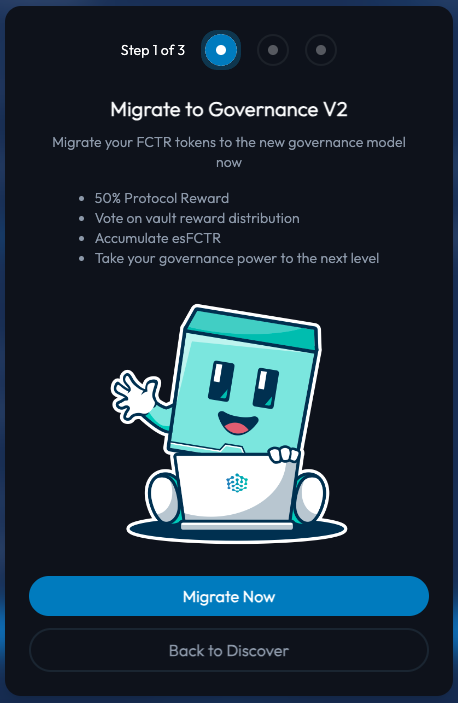 Step 1 of 3
Migrate to Governance V2
Migrate your FCTR tokens to the new governance model
now
50% Protocol Reward
Vote on vault reward distribution
Accumulate esFCTR
Take your governance power to the next level
Migrate Now
Back to Discover